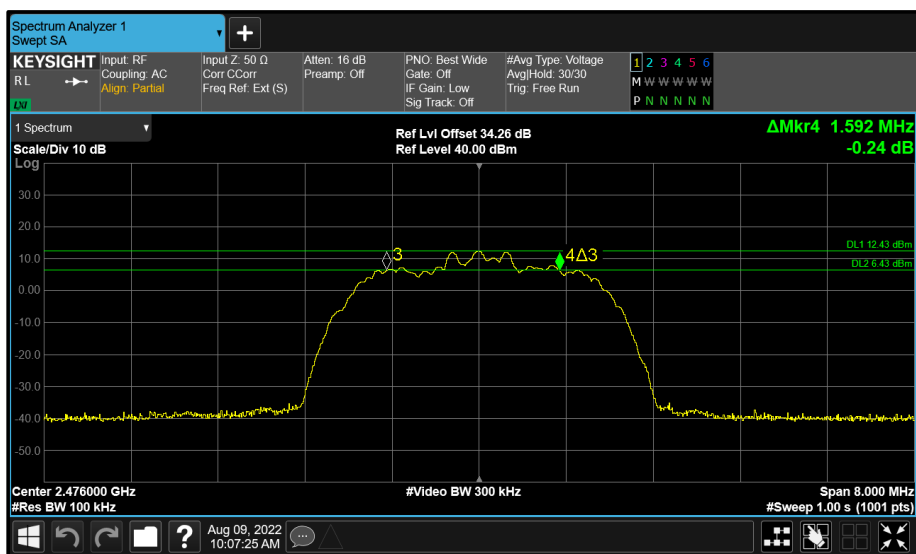 Spectrum Analyzer 1
Swept SA
KEYSIGHT
RL
LXI
Input: RF
Coupling: AC
Align: Partial
Input Z: 50 Ω
Corr CCorr
Freq Ref: Ext (S)
Atten: 16 dB
Preamp: Off
PNO: Best Wide
Gate: Off
IF Gain: Low
Sig Track: Off
#Avg Type: Voltage
Avg|Hold: 30/30
Trig: Free Run
1 2 3 4 5 6
M W W W W W
P N N N N N
1 Spectrum
Scale/Div 10 dB
Ref Lvl Offset 34.26 dB
Ref Level 40.00 dBm
ΔMkr4 1.592 MHz
-0.24 dB
Log
30.0
20.0
10.0
0.00
-10.0
-20.0
-30.0
-40.0
-50.0
3
4Δ3
DL1 12.43 dBm
DL2 6.43 dBm
Center 2.476000 GHz
#Res BW 100 kHz
#Video BW 300 kHz
Span 8.000 MHz
#Sweep 1.00 s (1001 pts)
?
Aug 09, 2022
10:07:25 AM